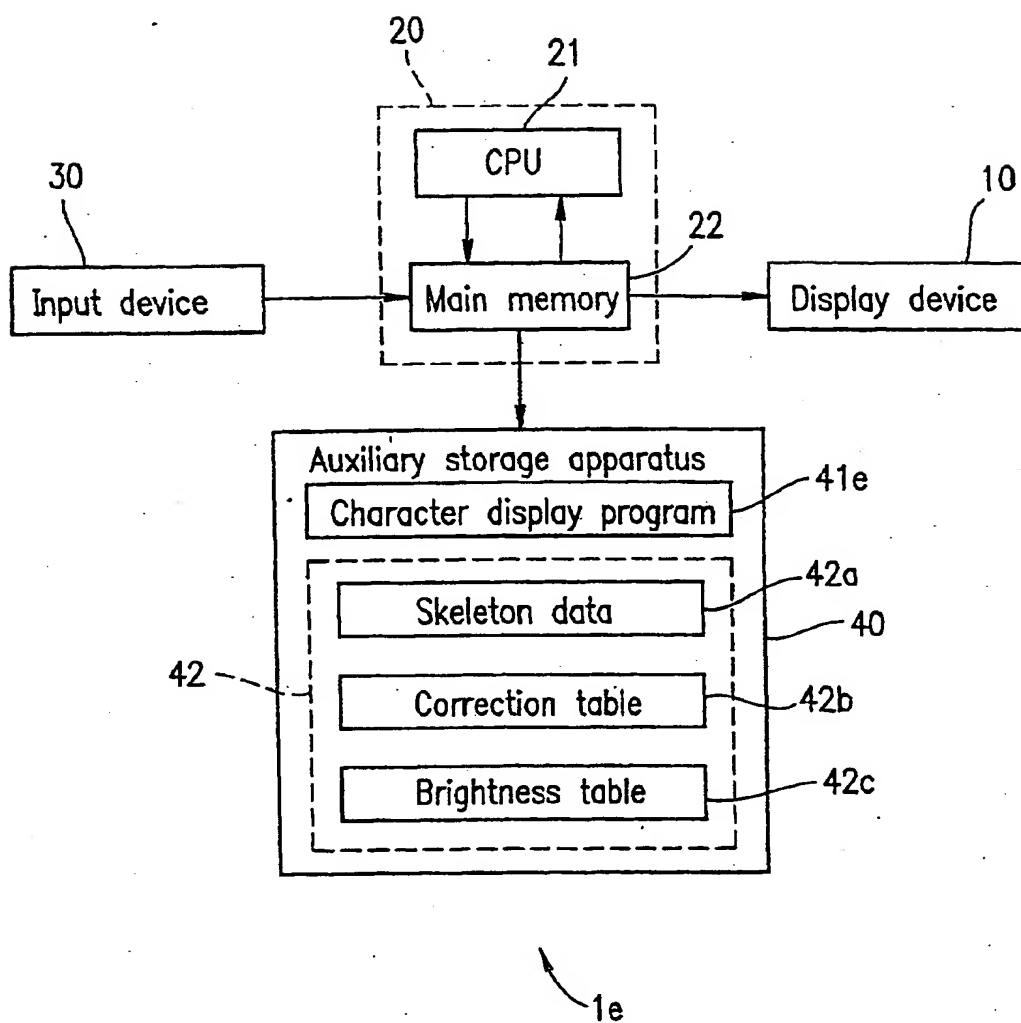 20
21
CPU
30
22
10
Input device
Main memory
Display device
Auxiliary storage apparatus
41e
Character display program
42a
Skeleton data
40
42
Correction table
42b
Brightness table
42c
1e